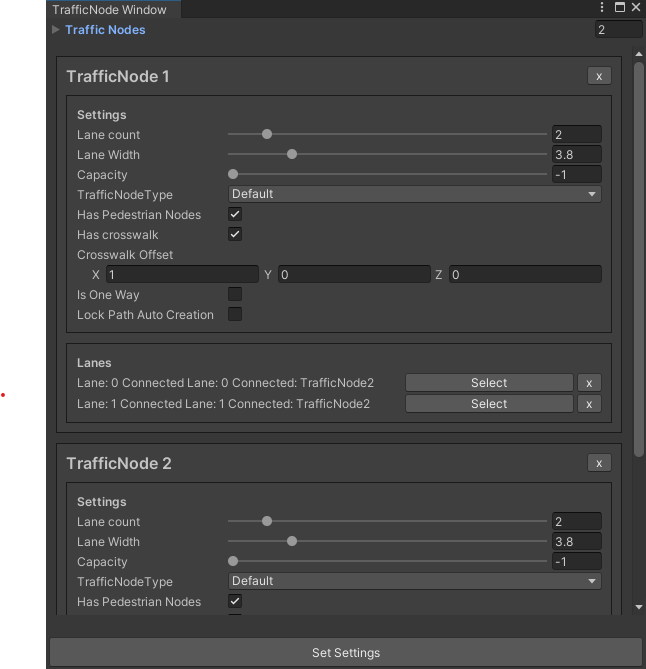 TrafficNode Window
Traffic Nodes 2
TrafficNode 1 x
Settings
Lane count 2
Lane Width 3.8
Capacity -1
TrafficNodeType Default
Has Pedestrian Nodes
Has crosswalk
Crosswalk Offset
X 1 Y 0 Z 0
Is One Way
Lock Path Auto Creation
Lanes
Lane: 0 Connected Lane: 0 Connected: TrafficNode2 Select x
Lane: 1 Connected Lane: 1 Connected: TrafficNode2 Select x
TrafficNode 2 x
Settings
Lane count 2
Lane Width 3.8
Capacity -1
TrafficNodeType Default
Has Pedestrian Nodes
Set Settings